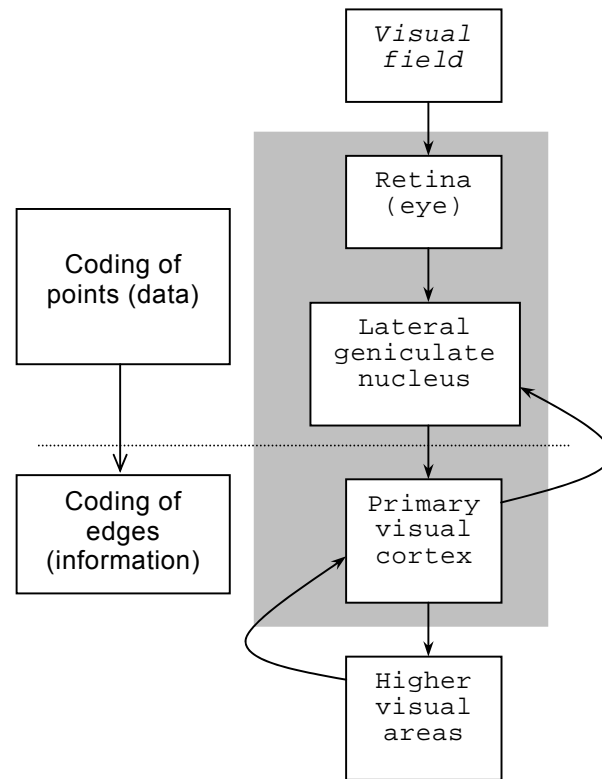 Visual
field
Retina
(eye)
Coding of
points (data)
Lateral
geniculate
nucleus
Coding of
edges
(information)
Primary
visual
cortex
Higher
visual
areas